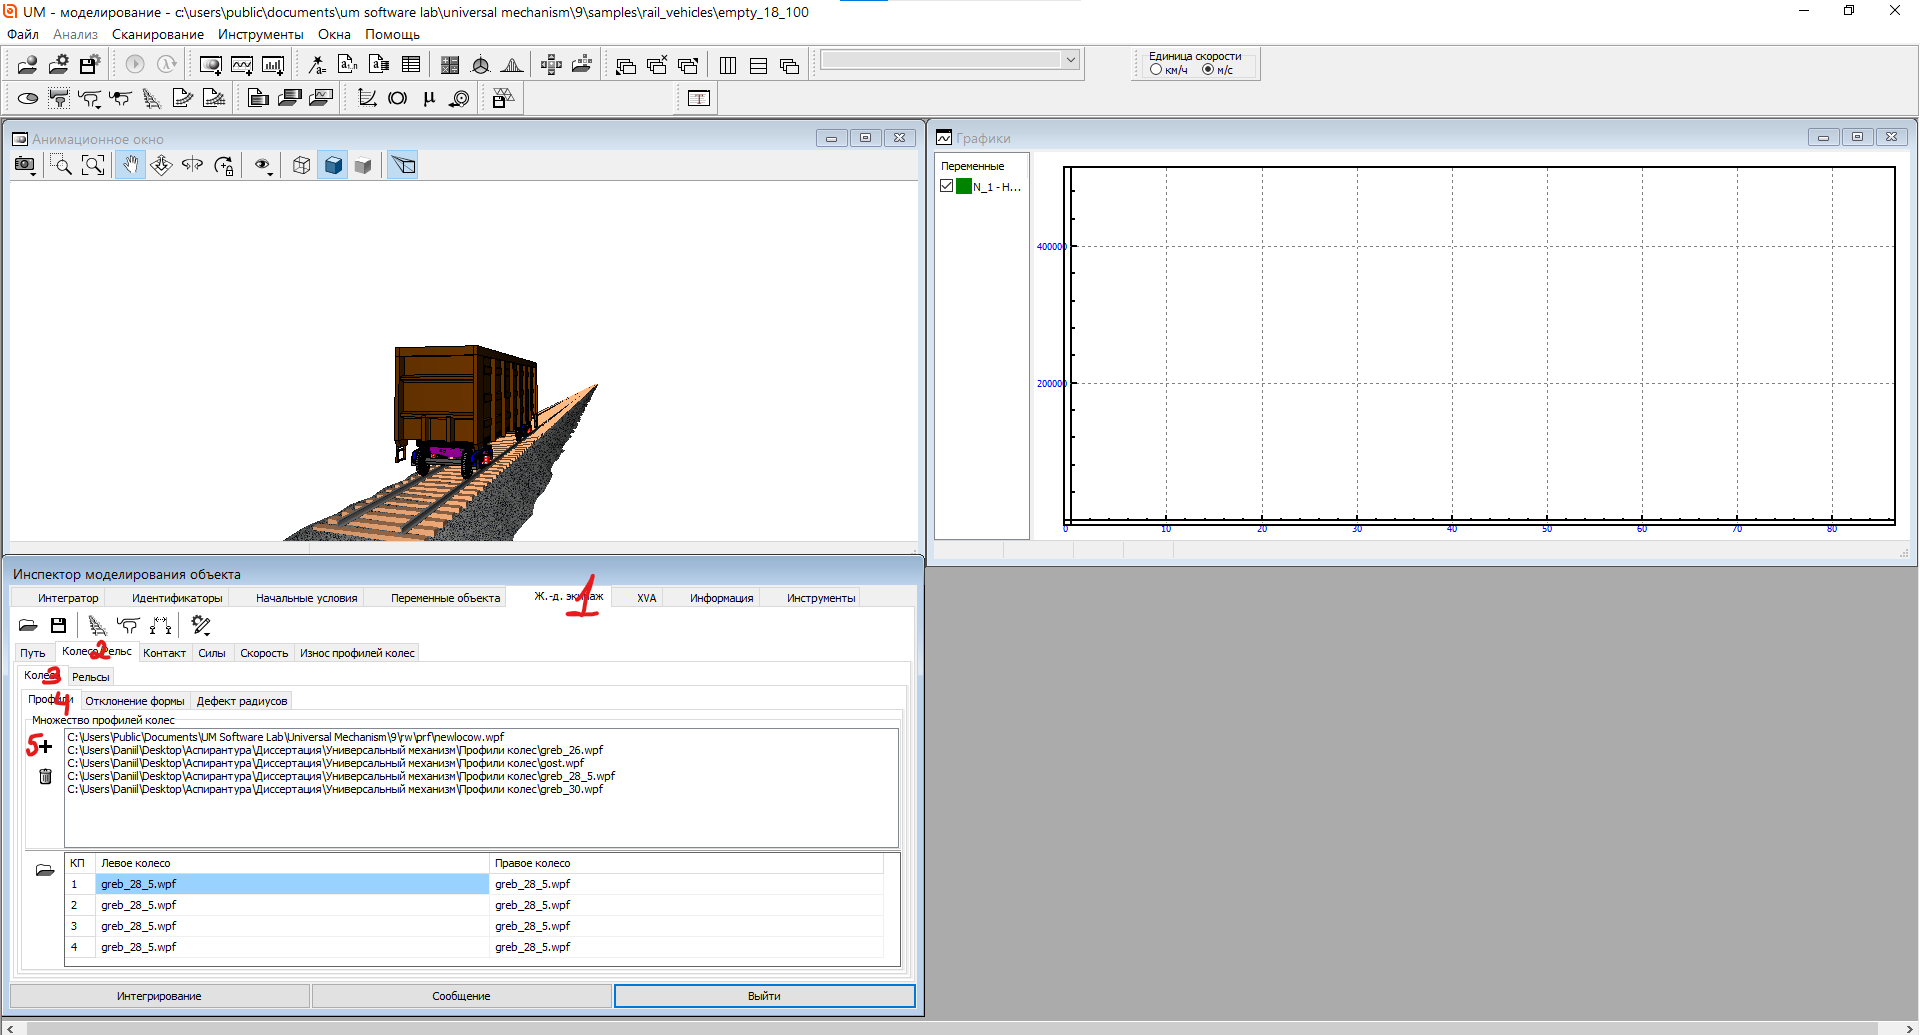 UM - моделирование - c:\users\public\documents\um software lab\universal mechanism\9\samples\rail_vehicles\empty_18_100
Файл Анализ Сканирование Инструменты Окна Помощь
Единица скорости
км/ч м/с
Анимационное окно
Графики
Переменные
N_1 - Н...
400000
200000
0 10 20 30 40 50 60 70 80
Инспектор моделирования объекта
Интегратор Идентификаторы Начальные условия Переменные объекта Ж.-д. экипаж XVA Информация Инструменты
1
Путь Колесо/Рельс Контакт Силы Скорость Износ профилей колес
2
Колеса Рельсы
3
Профили Отклонение формы Дефект радиусов
4
Множество профилей колес
5
C:\Users\Public\Documents\UM Software Lab\Universal Mechanism\9\rw\prf\newlocow.wpf
C:\Users\Daniil\Desktop\Аспирантура\Диссертация\Универсальный механизм\Профили колес\greb_26.wpf
C:\Users\Daniil\Desktop\Аспирантура\Диссертация\Универсальный механизм\Профили колес\gost.wpf
C:\Users\Daniil\Desktop\Аспирантура\Диссертация\Универсальный механизм\Профили колес\greb_28_5.wpf
C:\Users\Daniil\Desktop\Аспирантура\Диссертация\Универсальный механизм\Профили колес\greb_30.wpf
КП Левое колесо Правое колесо
1 greb_28_5.wpf greb_28_5.wpf
2 greb_28_5.wpf greb_28_5.wpf
3 greb_28_5.wpf greb_28_5.wpf
4 greb_28_5.wpf greb_28_5.wpf
Интегрирование Сообщение Выйти